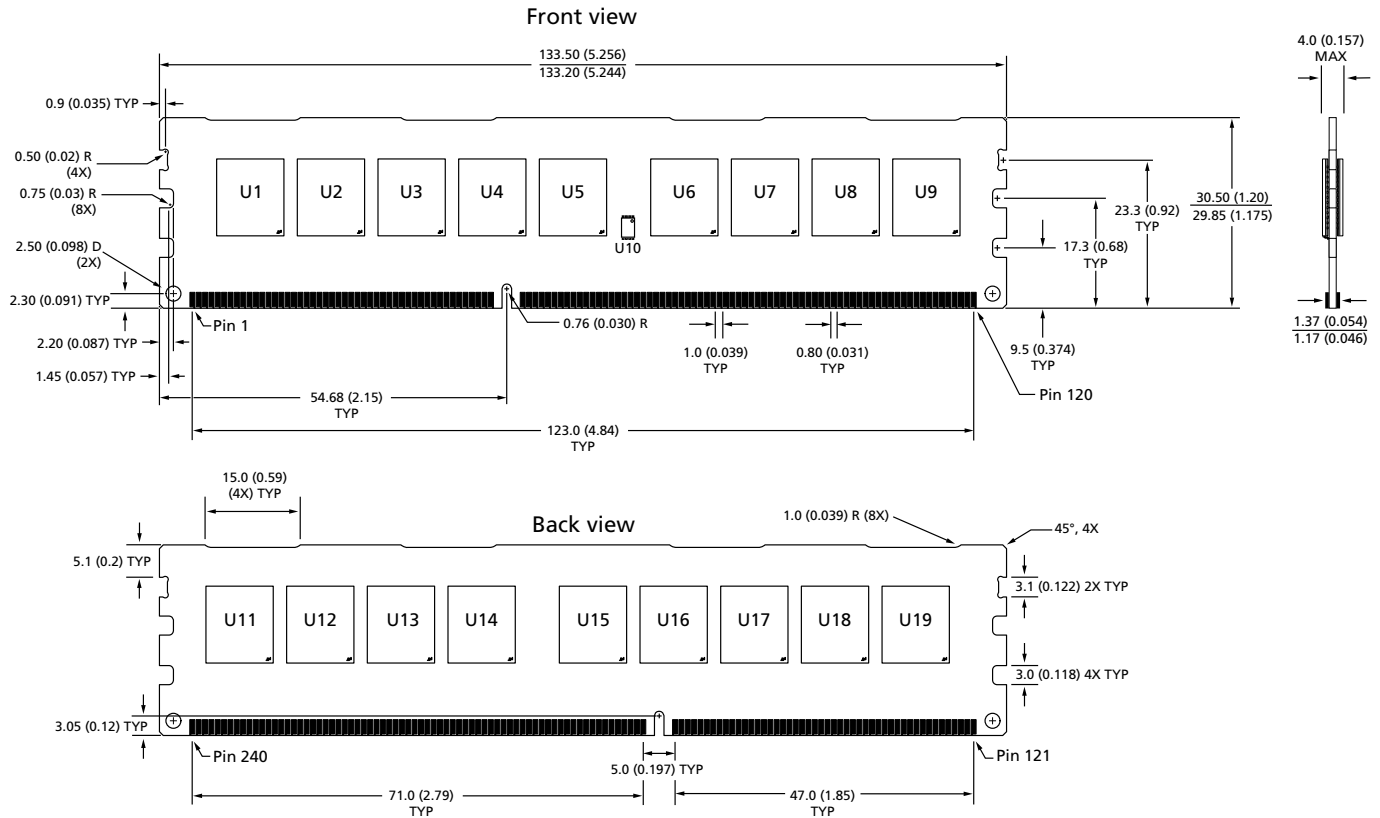 Front view
133.50 (5.256)
133.20 (5.244)
4.0 (0.157)
MAX
0.9 (0.035) TYP
0.50 (0.02) R
(4X)
0.75 (0.03) R
(8X)
2.50 (0.098) D
(2X)
2.30 (0.091) TYP
2.20 (0.087) TYP
1.45 (0.057) TYP
U1
U2
U3
U4
U5
U6
U7
U8
U9
U10
Pin 1
0.76 (0.030) R
1.0 (0.039)
TYP
0.80 (0.031)
TYP
23.3 (0.92)
TYP
17.3 (0.68)
TYP
30.50 (1.20)
29.85 (1.175)
9.5 (0.374)
TYP
Pin 120
1.37 (0.054)
1.17 (0.046)
54.68 (2.15)
TYP
123.0 (4.84)
TYP
15.0 (0.59)
(4X) TYP
Back view
1.0 (0.039) R (8X)
45°, 4X
5.1 (0.2) TYP
3.1 (0.122) 2X TYP
U11
U12
U13
U14
U15
U16
U17
U18
U19
3.0 (0.118) 4X TYP
3.05 (0.12) TYP
Pin 240
5.0 (0.197) TYP
Pin 121
71.0 (2.79)
TYP
47.0 (1.85)
TYP